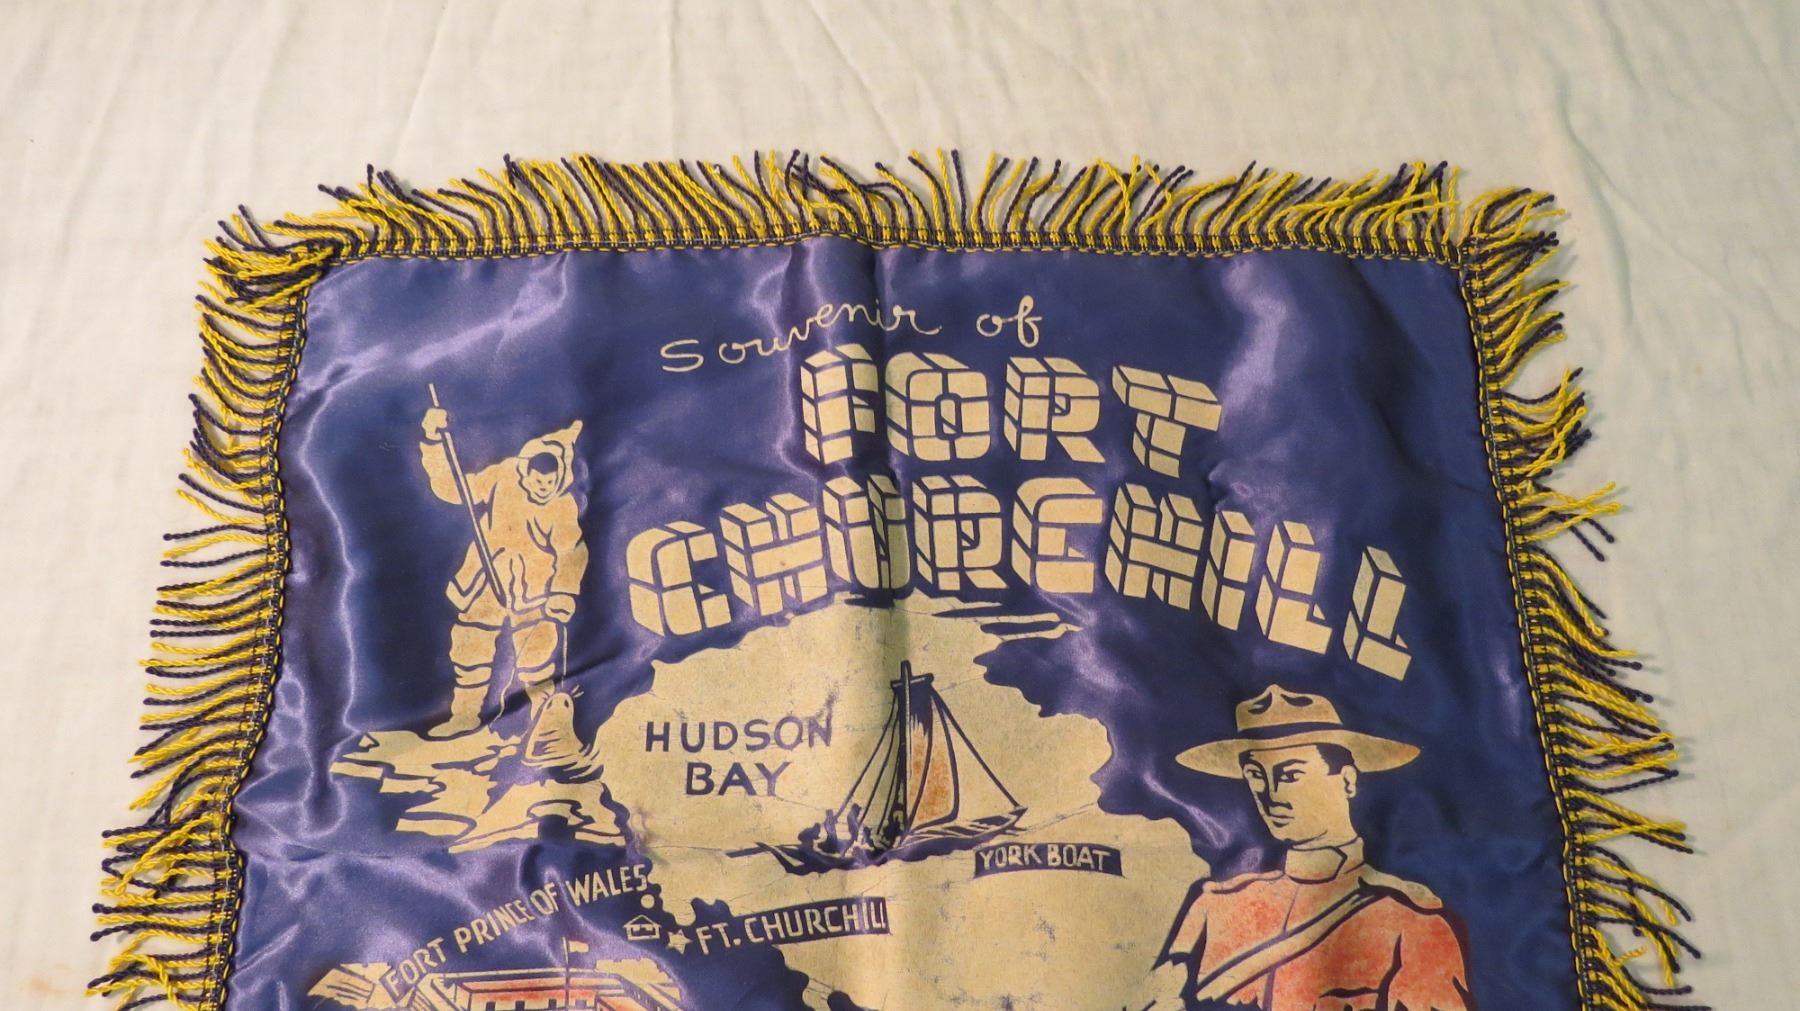 Souvenir of
FORT
CHURCHILL
HUDSON
BAY
YORK BOAT
FORT PRINCE OF WALES
FT. CHURCHILL